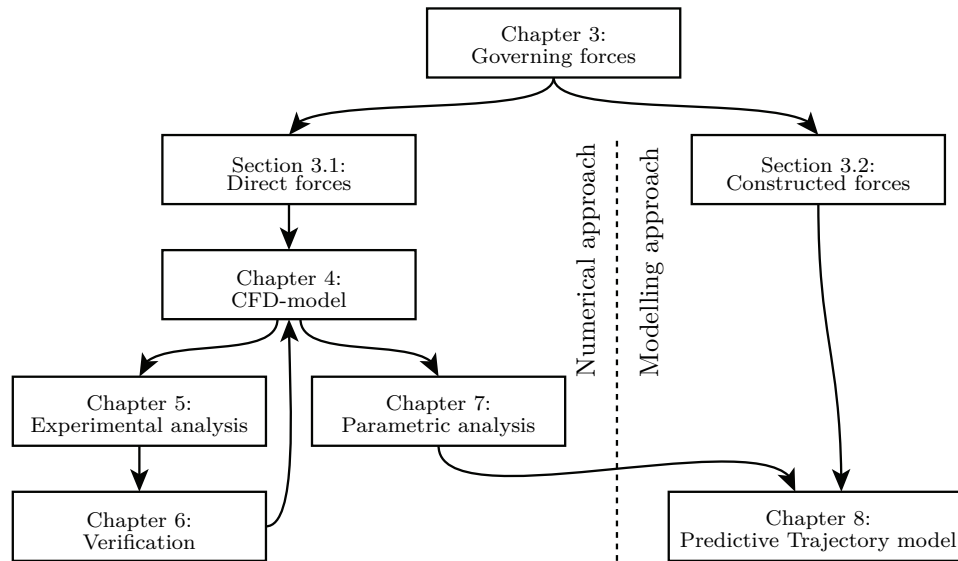 Chapter 3:
Governing forces
Section 3.1:
Direct forces
Numerical approach
Modelling approach
Section 3.2:
Constructed forces
Chapter 4:
CFD-model
Chapter 5:
Experimental analysis
Chapter 7:
Parametric analysis
Chapter 6:
Verification
Chapter 8:
Predictive Trajectory model